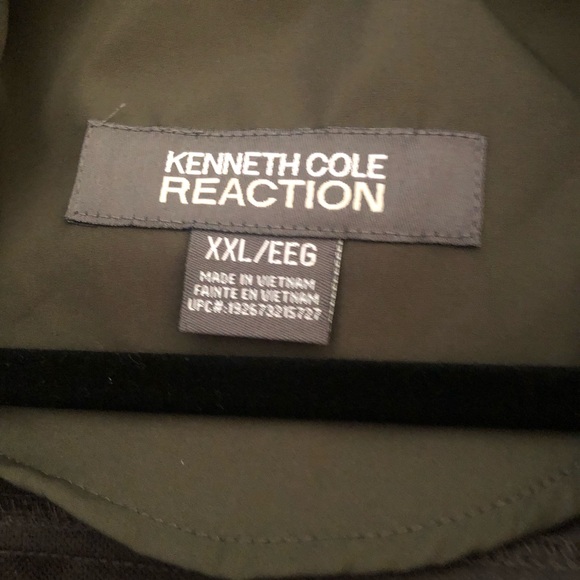 KENNETH COLE
REACTION
XXL/EEG
MADE IN VIETNAM
FAINTE EN VIETNAM
UPC#:192673215727